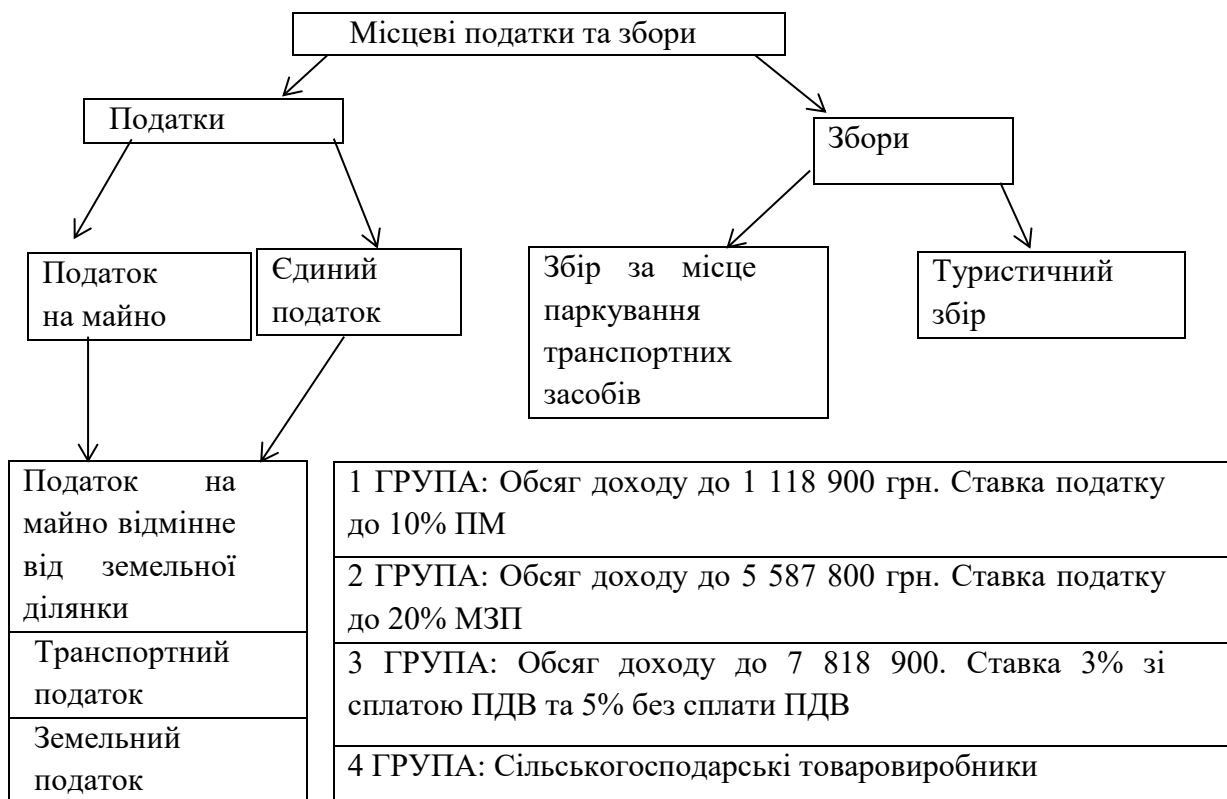 Місцеві податки та збори
Податки
Збори
Податок
на майно
Єдиний
податок
Збір за місце
паркування
транспортних
засобів
Туристичний
збір
Податок на
майно відмінне
від земельної
ділянки
Транспортний
податок
Земельний
податок
1 ГРУПА: Обсяг доходу до 1 118 900 грн. Ставка податку
до 10% ПМ
2 ГРУПА: Обсяг доходу до 5 587 800 грн. Ставка податку
до 20% МЗП
3 ГРУПА: Обсяг доходу до 7 818 900. Ставка 3% зі
сплатою ПДВ та 5% без сплати ПДВ
4 ГРУПА: Сільськогосподарські товаровиробники